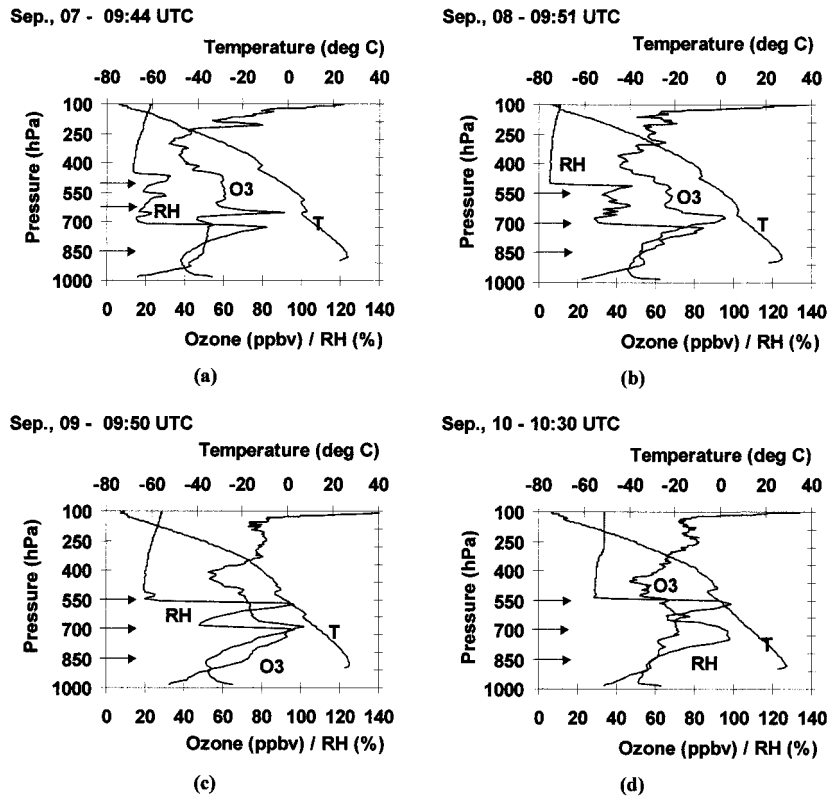 Sep., 07 - 09:44 UTC
Temperature (deg C)
-80 -60 -40 -20 0 20 40
Pressure (hPa)
100
250
400
550
700
850
1000
RH
O3
T
0 20 40 60 80 100 120 140
Ozone (ppbv) / RH (%)
(a)
Sep., 08 - 09:51 UTC
Temperature (deg C)
-80 -60 -40 -20 0 20 40
Pressure (hPa)
100
250
400
550
700
850
1000
RH
O3
T
0 20 40 60 80 100 120 140
Ozone (ppbv) / RH (%)
(b)
Sep., 09 - 09:50 UTC
Temperature (deg C)
-80 -60 -40 -20 0 20 40
Pressure (hPa)
100
250
400
550
700
850
1000
RH
T
O3
0 20 40 60 80 100 120 140
Ozone (ppbv) / RH (%)
(c)
Sep., 10 - 10:30 UTC
Temperature (deg C)
-80 -60 -40 -20 0 20 40
Pressure (hPa)
100
250
400
550
700
850
1000
O3
T
RH
0 20 40 60 80 100 120 140
Ozone (ppbv) / RH (%)
(d)